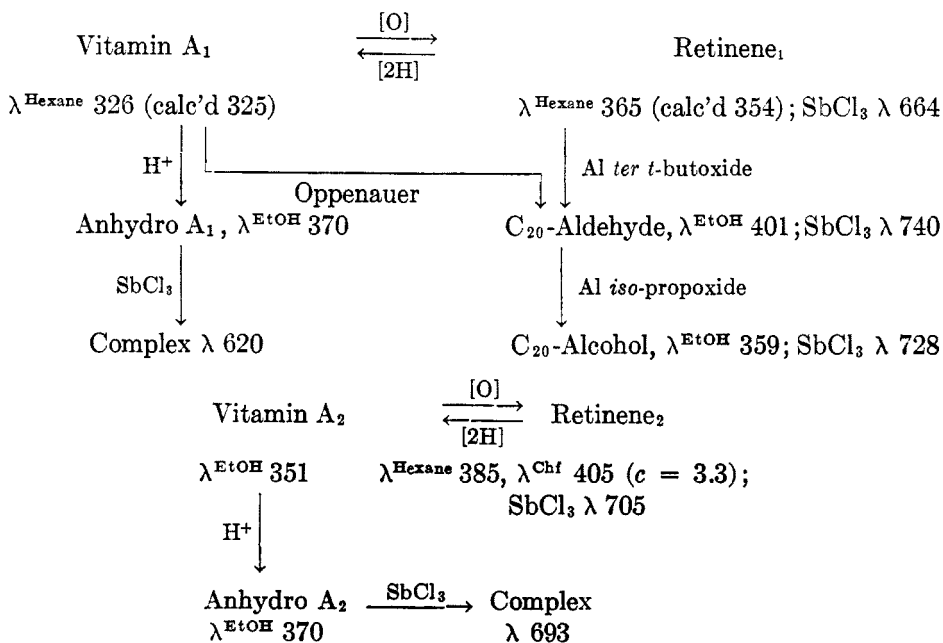 [O]
Vitamin A₁ Retinene₁
[2H]
λ^Hexane 326 (calc'd 325) λ^Hexane 365 (calc'd 354); SbCl₃ λ 664
H⁺ Al ter t-butoxide
Oppenauer
Anhydro A₁, λ^EtOH 370 C₂₀-Aldehyde, λ^EtOH 401; SbCl₃ λ 740
SbCl₃ Al iso-propoxide
Complex λ 620 C₂₀-Alcohol, λ^EtOH 359; SbCl₃ λ 728
[O]
Vitamin A₂ Retinene₂
[2H]
λ^EtOH 351 λ^Hexane 385, λ^Chf 405 (c = 3.3);
SbCl₃ λ 705
H⁺
Anhydro A₂ SbCl₃ Complex
λ^EtOH 370 λ 693